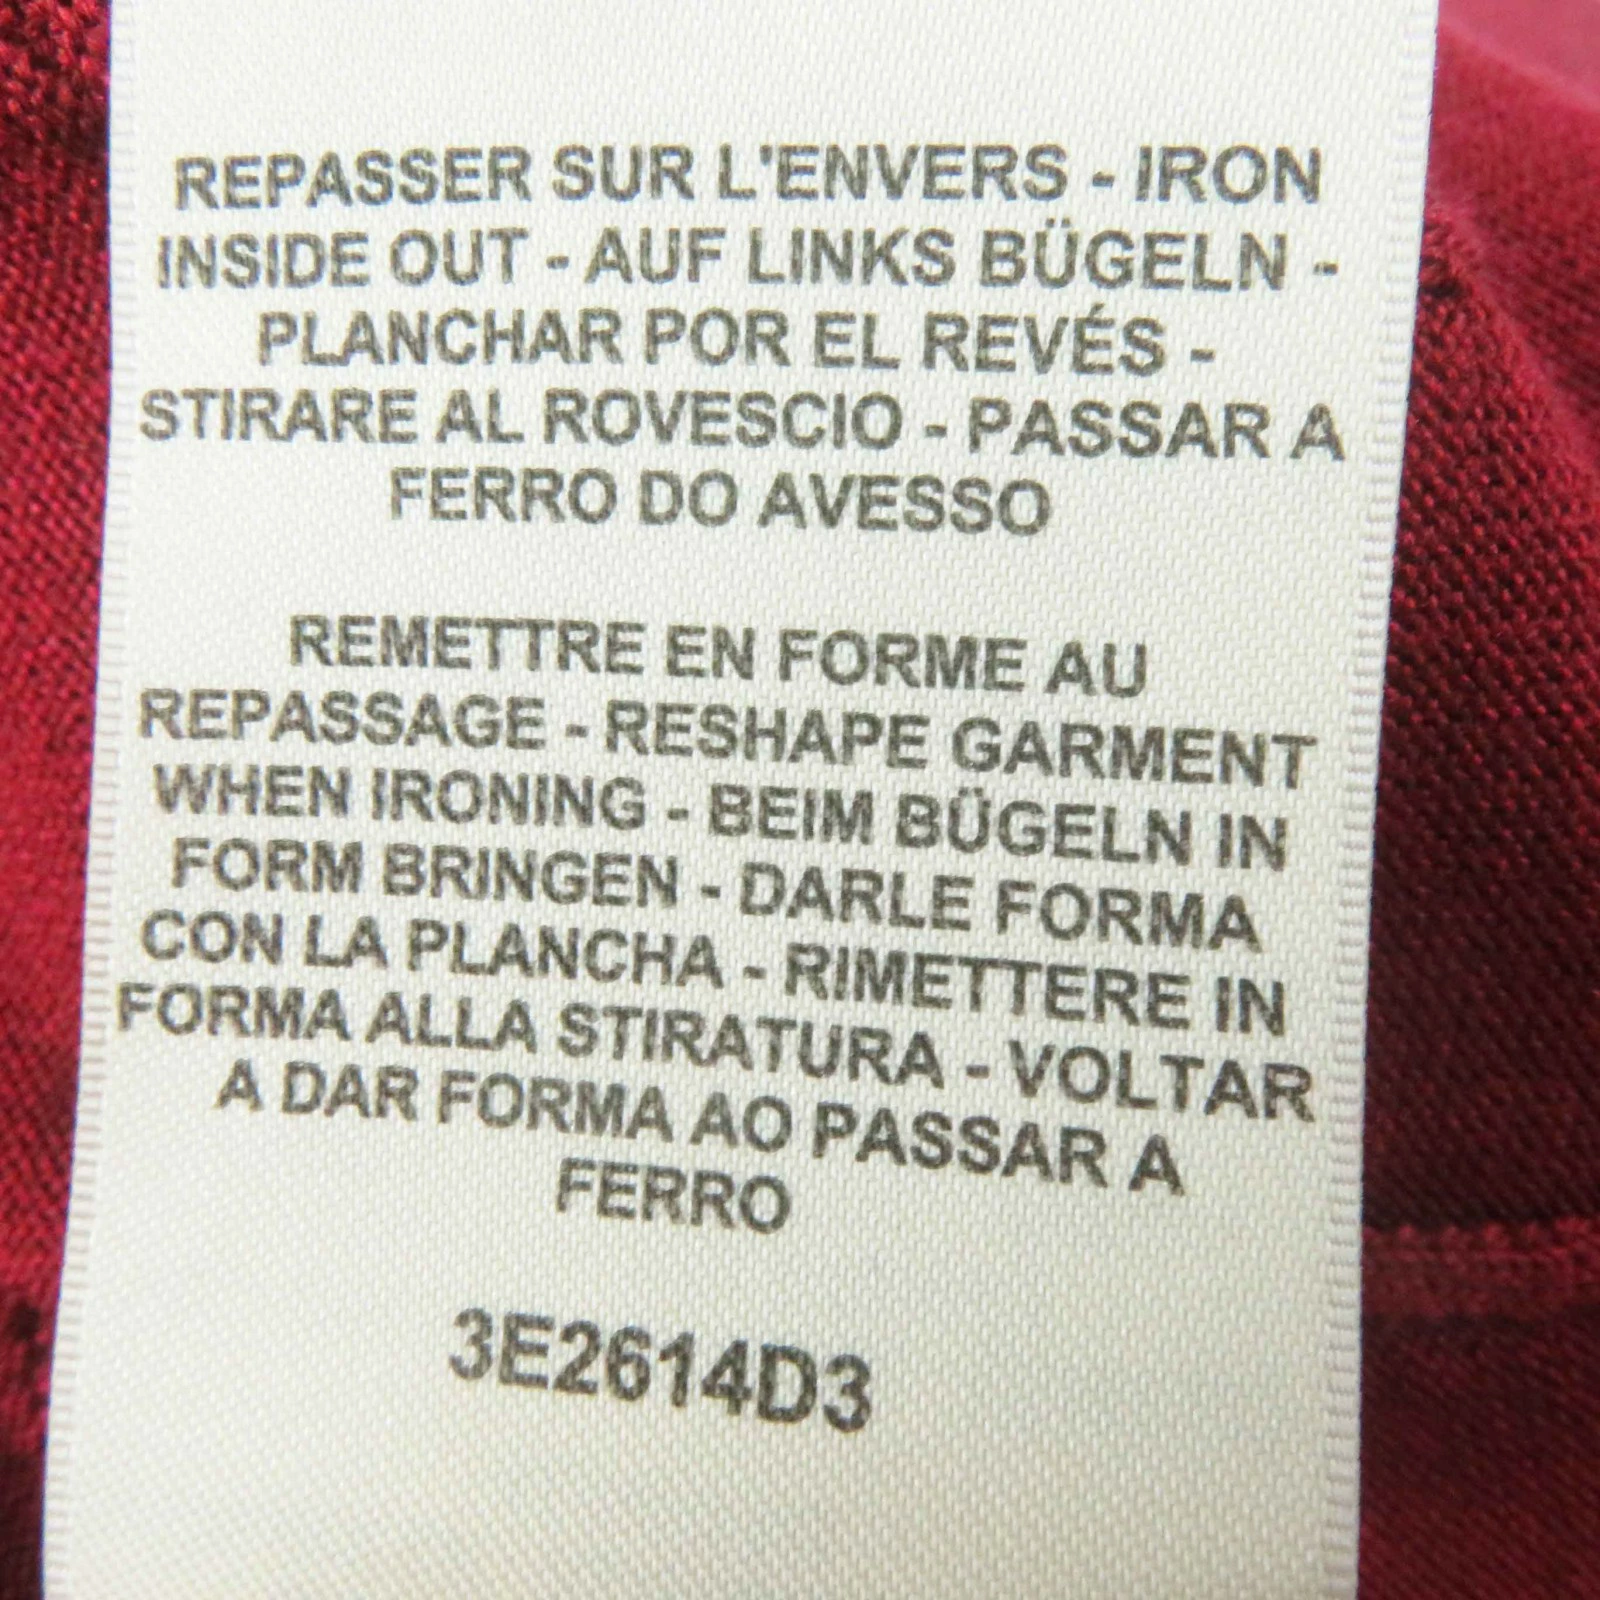 REPASSER SUR L'ENVERS - IRON
INSIDE OUT - AUF LINKS BÜGELN -
PLANCHAR POR EL REVÉS -
STIRARE AL ROVESCIO - PASSAR A
FERRO DO AVESSO
REMETTRE EN FORME AU
REPASSAGE - RESHAPE GARMENT
WHEN IRONING - BEIM BÜGELN IN
FORM BRINGEN - DARLE FORMA
CON LA PLANCHA - RIMETTERE IN
FORMA ALLA STIRATURA - VOLTAR
A DAR FORMA AO PASSAR A
FERRO
3E2614D3